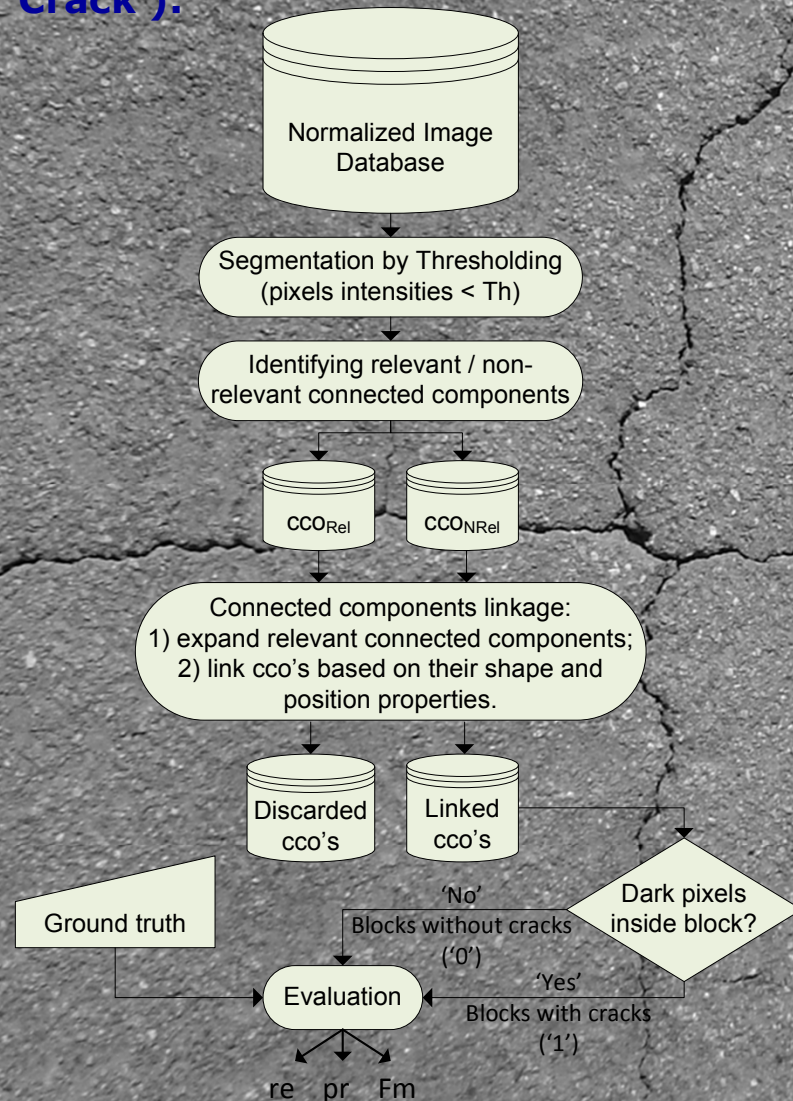 Crack ).
Normalized Image
Database
Segmentation by Thresholding
(pixels intensities < Th)
Identifying relevant / non-
relevant connected components
ccoRel
ccoNRel
Connected components linkage:
1) expand relevant connected components;
2) link cco's based on their shape and
position properties.
Discarded
cco's
Linked
cco's
Dark pixels
inside block?
Ground truth
‘No’
Blocks without cracks
(‘0’)
Evaluation
‘Yes’
Blocks with cracks
(‘1’)
re pr Fm